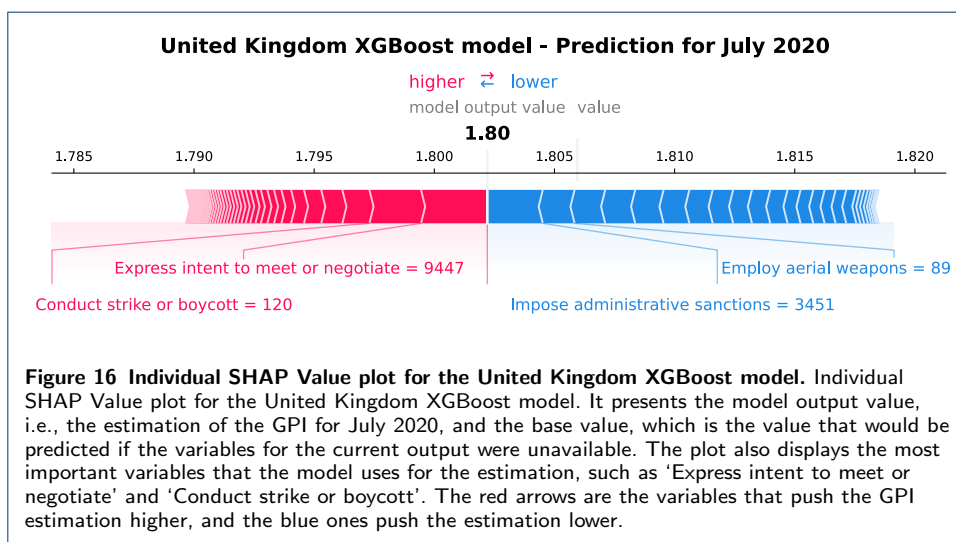 United Kingdom XGBoost model - Prediction for July 2020
higher ⇄ lower
model output value value
1.80
1.785 1.790 1.795 1.800 1.805 1.810 1.815 1.820
Express intent to meet or negotiate = 9447 Employ aerial weapons = 89
Conduct strike or boycott = 120 Impose administrative sanctions = 3451
Figure 16 Individual SHAP Value plot for the United Kingdom XGBoost model. Individual
SHAP Value plot for the United Kingdom XGBoost model. It presents the model output value,
i.e., the estimation of the GPI for July 2020, and the base value, which is the value that would be
predicted if the variables for the current output were unavailable. The plot also displays the most
important variables that the model uses for the estimation, such as ‘Express intent to meet or
negotiate’ and ‘Conduct strike or boycott’. The red arrows are the variables that push the GPI
estimation higher, and the blue ones push the estimation lower.